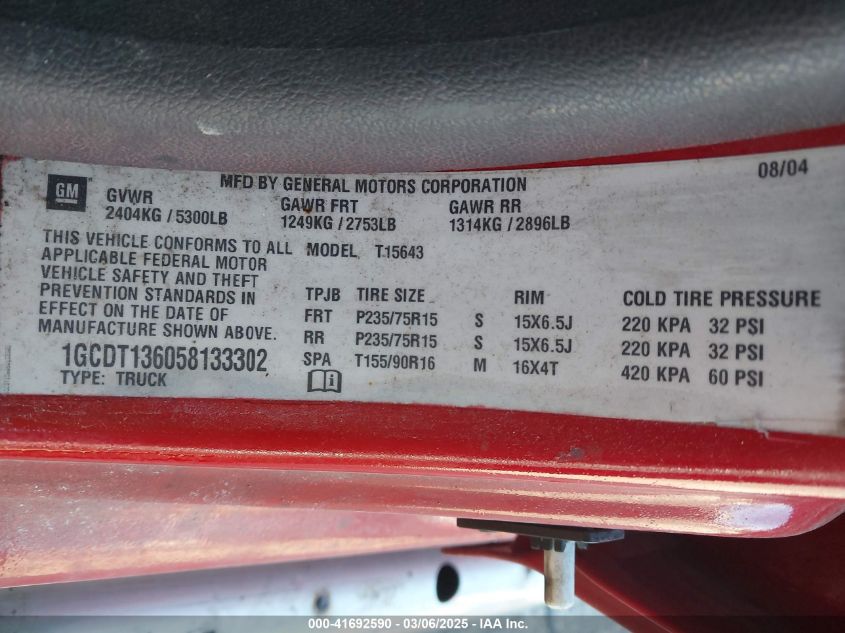 08/04
MFD BY GENERAL MOTORS CORPORATION
GM GVWR GAWR FRT GAWR RR
2404KG / 5300LB 1249KG / 2753LB 1314KG / 2896LB
THIS VEHICLE CONFORMS TO ALL MODEL T15643
APPLICABLE FEDERAL MOTOR
VEHICLE SAFETY AND THEFT
PREVENTION STANDARDS IN TPJB TIRE SIZE RIM COLD TIRE PRESSURE
EFFECT ON THE DATE OF FRT P235/75R15 S 15X6.5J 220 KPA 32 PSI
MANUFACTURE SHOWN ABOVE. RR P235/75R15 S 15X6.5J 220 KPA 32 PSI
1GCDT136058133302 SPA T155/90R16 M 16X4T 420 KPA 60 PSI
TYPE: TRUCK
000-41692590 - 03/06/2025 - IAA Inc.